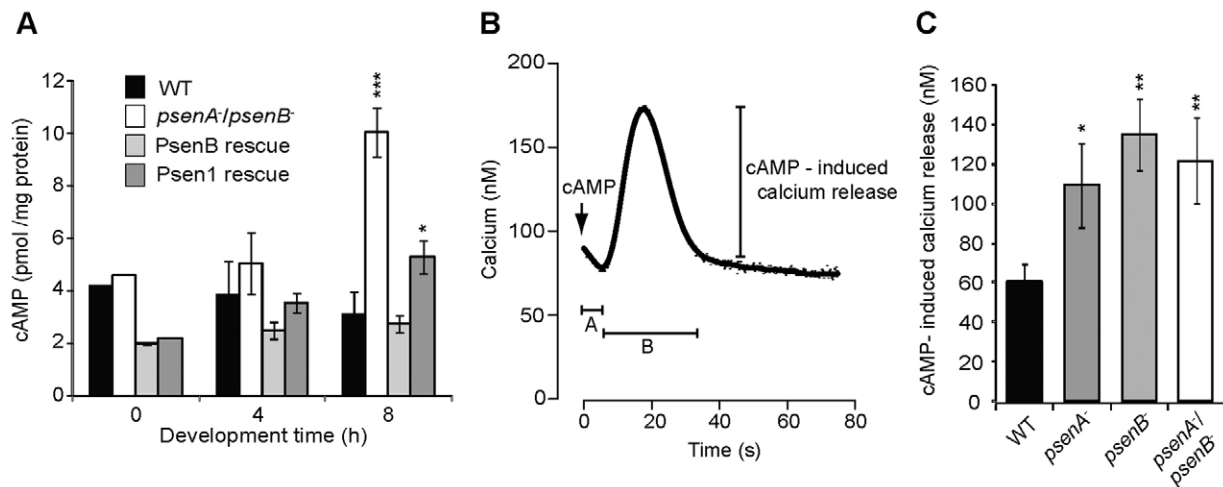 A
cAMP (pmol /mg protein)
12
10
8
6
4
2
0
WT
psenA-/psenB-
PsenB rescue
Psen1 rescue
***
*
0 4 8
Development time (h)
B
Calcium (nM)
200
150
100
50
0
cAMP
cAMP - induced
calcium release
A
B
0 20 40 60 80
Time (s)
C
cAMP- induced calcium release (nM)
160
140
120
100
80
60
40
20
0
*
**
**
WT
psenA-
psenB-
psenA-/
psenB-